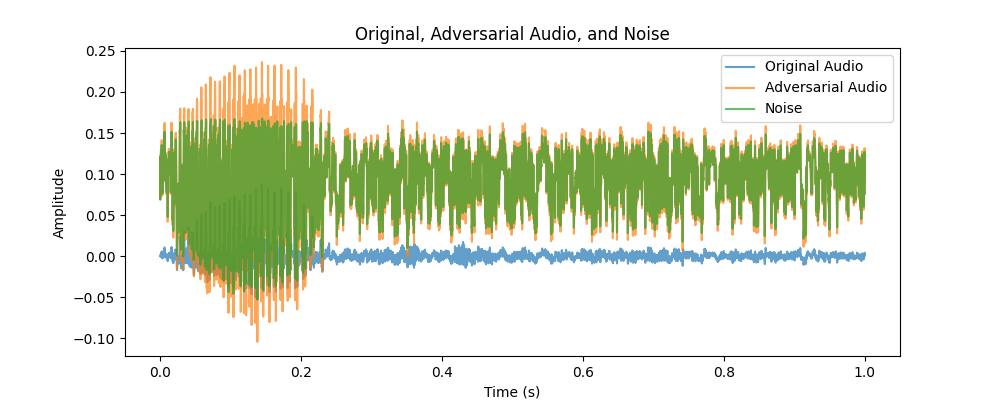 Original, Adversarial Audio, and Noise
Original Audio
Adversarial Audio
Noise
Amplitude
0.25
0.20
0.15
0.10
0.05
0.00
−0.05
−0.10
0.0 0.2 0.4 0.6 0.8 1.0
Time (s)